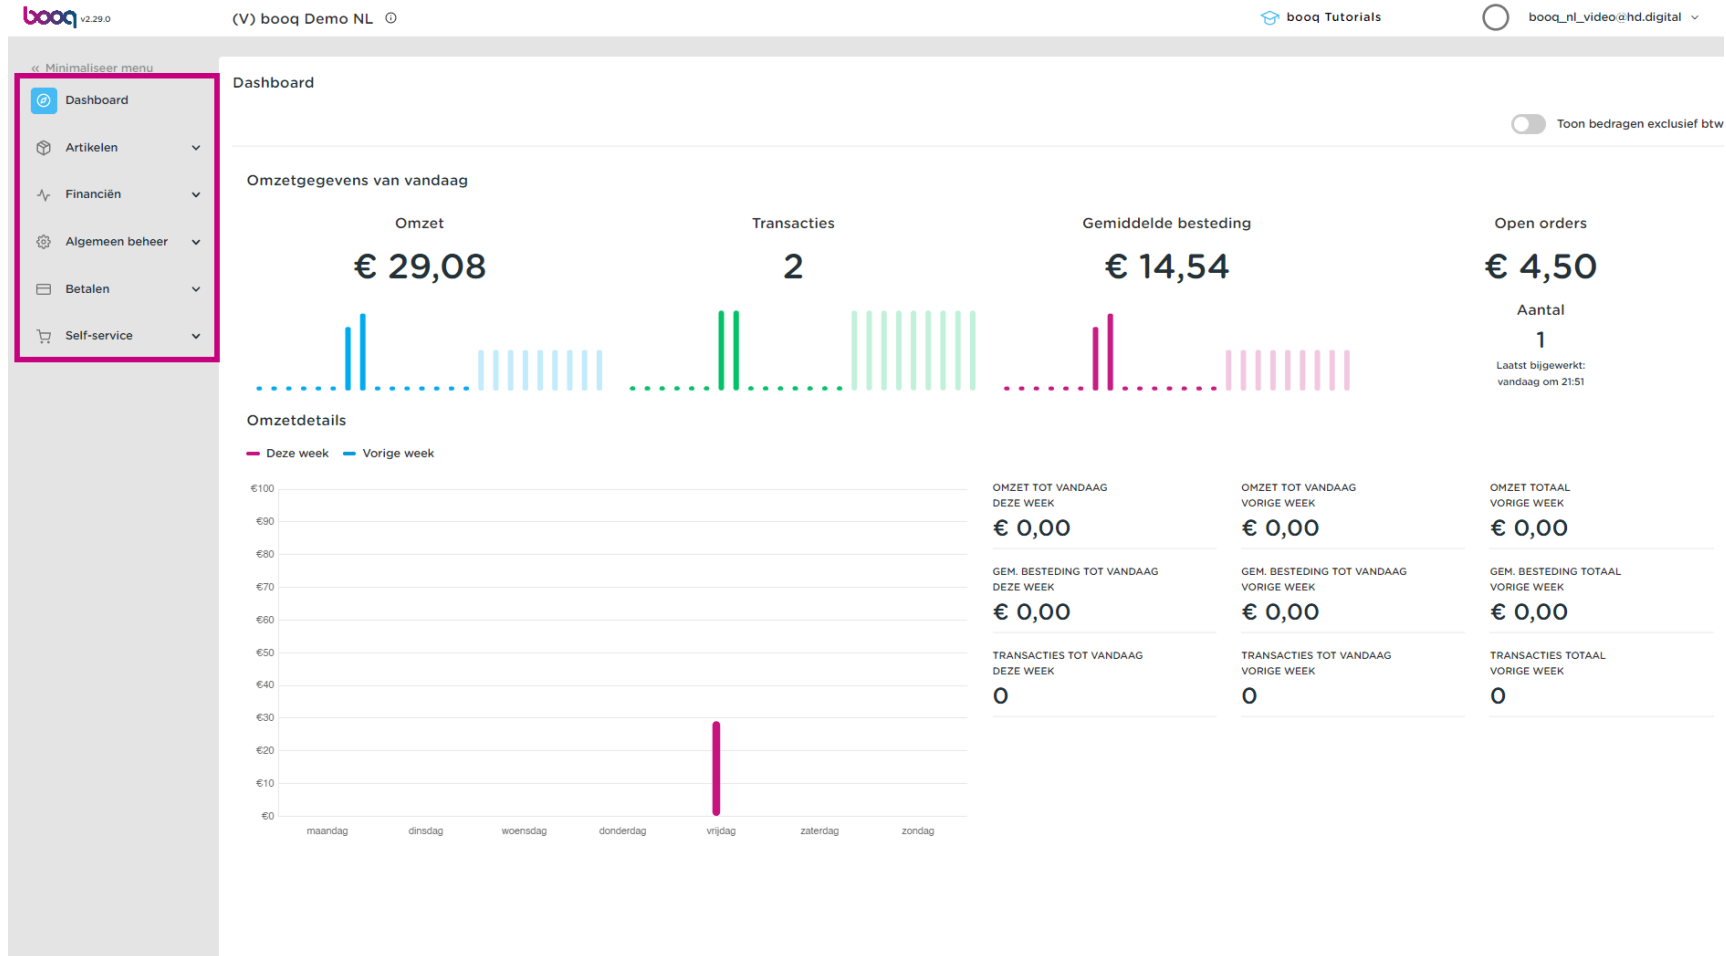 booq v2.29.0
(V) booq Demo NL
booq Tutorials
booq_nl_video@hd.digital
« Minimaliseer menu
Dashboard
Artikelen
Financiën
Algemeen beheer
Betalen
Self-service
Dashboard
Toon bedragen exclusief btw
Omzetgegevens van vandaag
Omzet
€ 29,08
Transacties
2
Gemiddelde besteding
€ 14,54
Open orders
€ 4,50
Aantal
1
Laatst bijgewerkt:
vandaag om 21:51
Omzetdetails
Deze week
Vorige week
€100
€90
€80
€70
€60
€50
€40
€30
€20
€10
€0
maandag
dinsdag
woensdag
donderdag
vrijdag
zaterdag
zondag
OMZET TOT VANDAAG
DEZE WEEK
€ 0,00
OMZET TOT VANDAAG
VORIGE WEEK
€ 0,00
OMZET TOTAAL
VORIGE WEEK
€ 0,00
GEM. BESTEDING TOT VANDAAG
DEZE WEEK
€ 0,00
GEM. BESTEDING TOT VANDAAG
VORIGE WEEK
€ 0,00
GEM. BESTEDING TOTAAL
VORIGE WEEK
€ 0,00
TRANSACTIES TOT VANDAAG
DEZE WEEK
0
TRANSACTIES TOT VANDAAG
VORIGE WEEK
0
TRANSACTIES TOTAAL
VORIGE WEEK
0